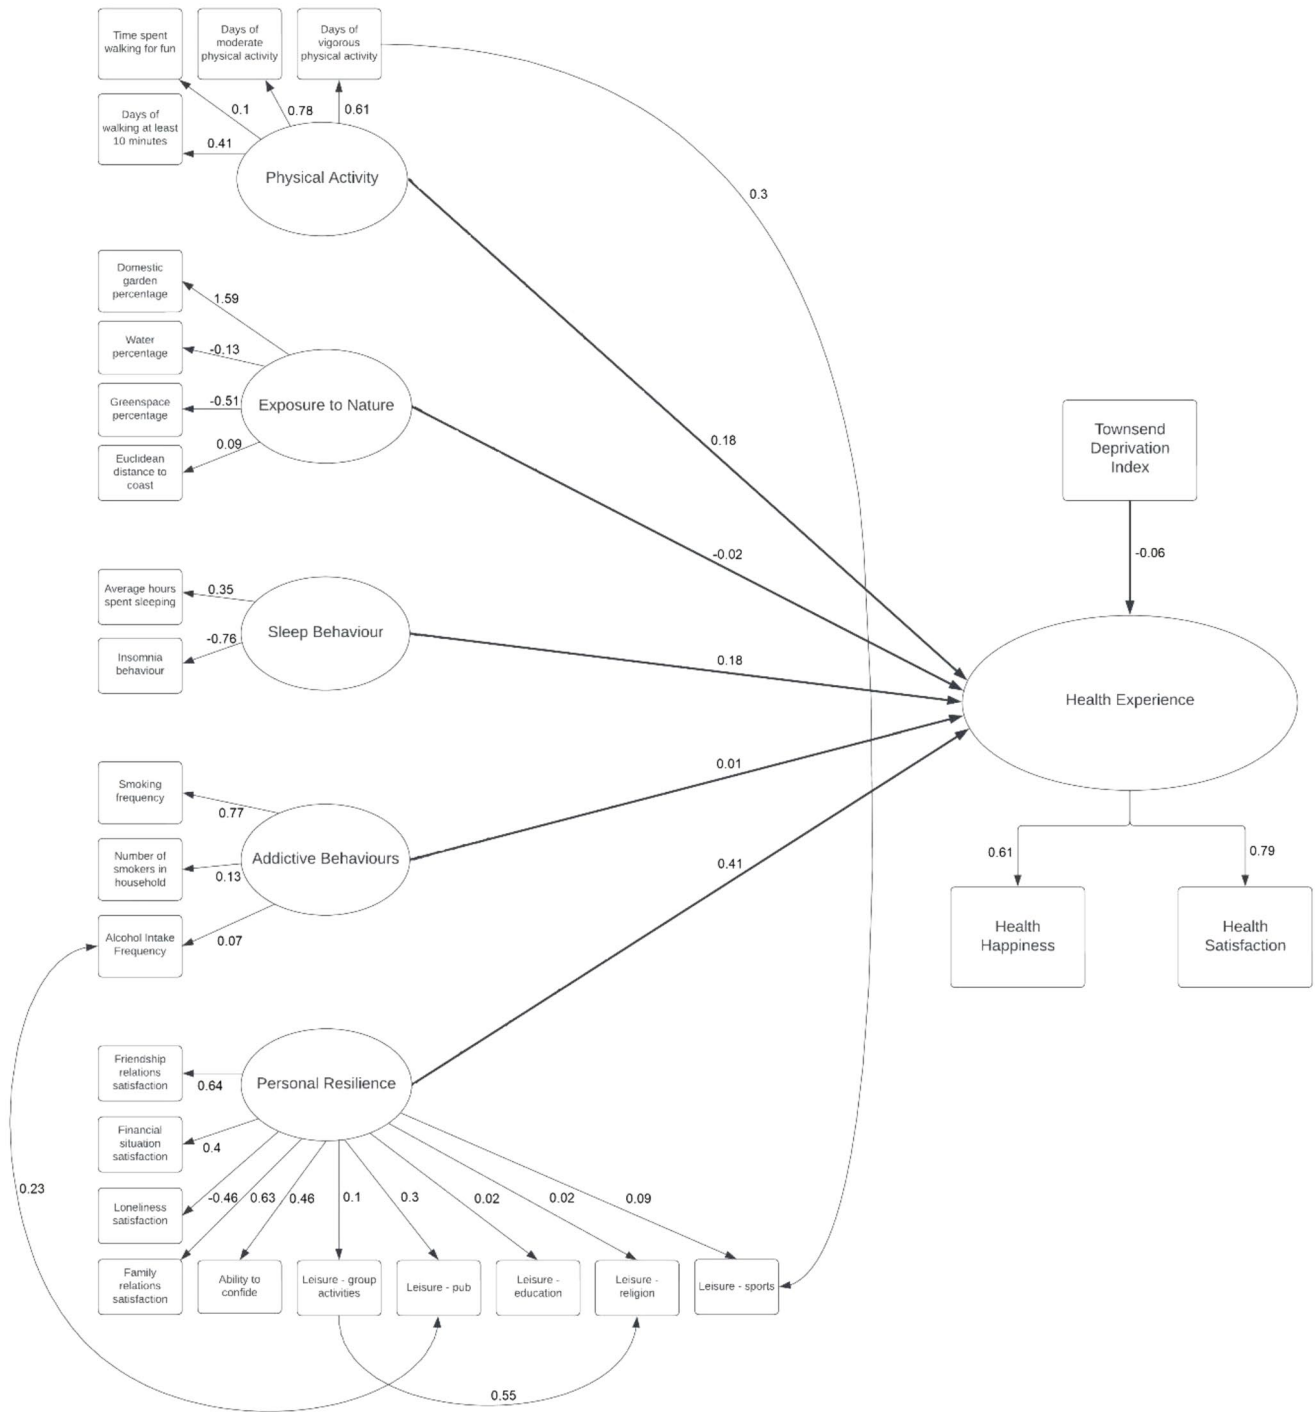 Time spent
walking for fun
Days of
moderate
physical activity
Days of
vigorous
physical activity
0.1
0.78
0.61
Days of
walking at least
10 minutes
0.41
Physical Activity
0.3
Domestic
garden
percentage
1.59
Water
percentage
-0.13
Greenspace
percentage
-0.51
Exposure to Nature
0.09
Euclidean
distance to
coast
0.18
Townsend
Deprivation
Index
-0.02
-0.06
Average hours
spent sleeping
0.35
Sleep Behaviour
-0.76
Insomnia
behaviour
0.18
Health Experience
Smoking
frequency
0.77
0.01
Number of
smokers in
household
0.13
Addictive Behaviours
0.41
0.61
0.79
Alcohol Intake
Frequency
0.07
Health
Happiness
Health
Satisfaction
Friendship
relations
satisfaction
0.64
Personal Resilience
Financial
situation
satisfaction
0.4
0.23
Loneliness
satisfaction
-0.46
0.63
0.46
0.1
0.3
0.02
0.02
0.09
Family
relations
satisfaction
Ability to
confide
Leisure - group
activities
Leisure - pub
Leisure -
education
Leisure -
religion
Leisure - sports
0.55